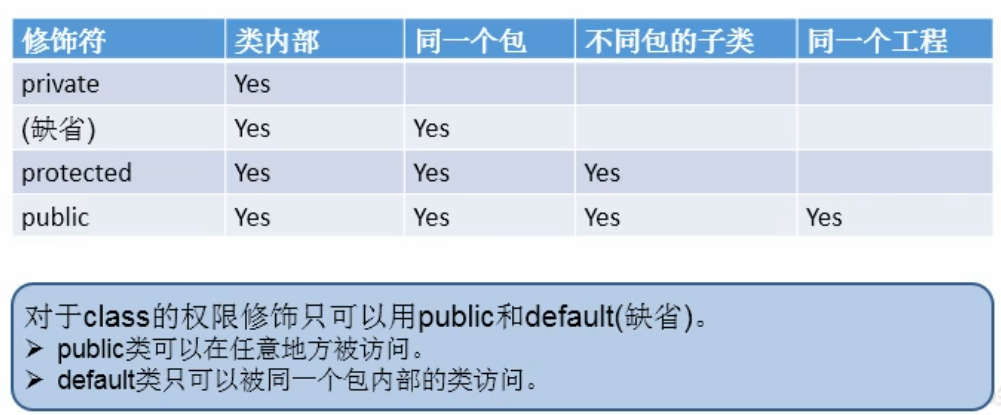 修饰符 类内部 同一个包 不同包的子类 同一个工程
private Yes
(缺省) Yes Yes
protected Yes Yes Yes
public Yes Yes Yes Yes
对于class的权限修饰只可以用public和default(缺省)。
➢ public类可以在任意地方被访问。
➢ default类只可以被同一个包内部的类访问。